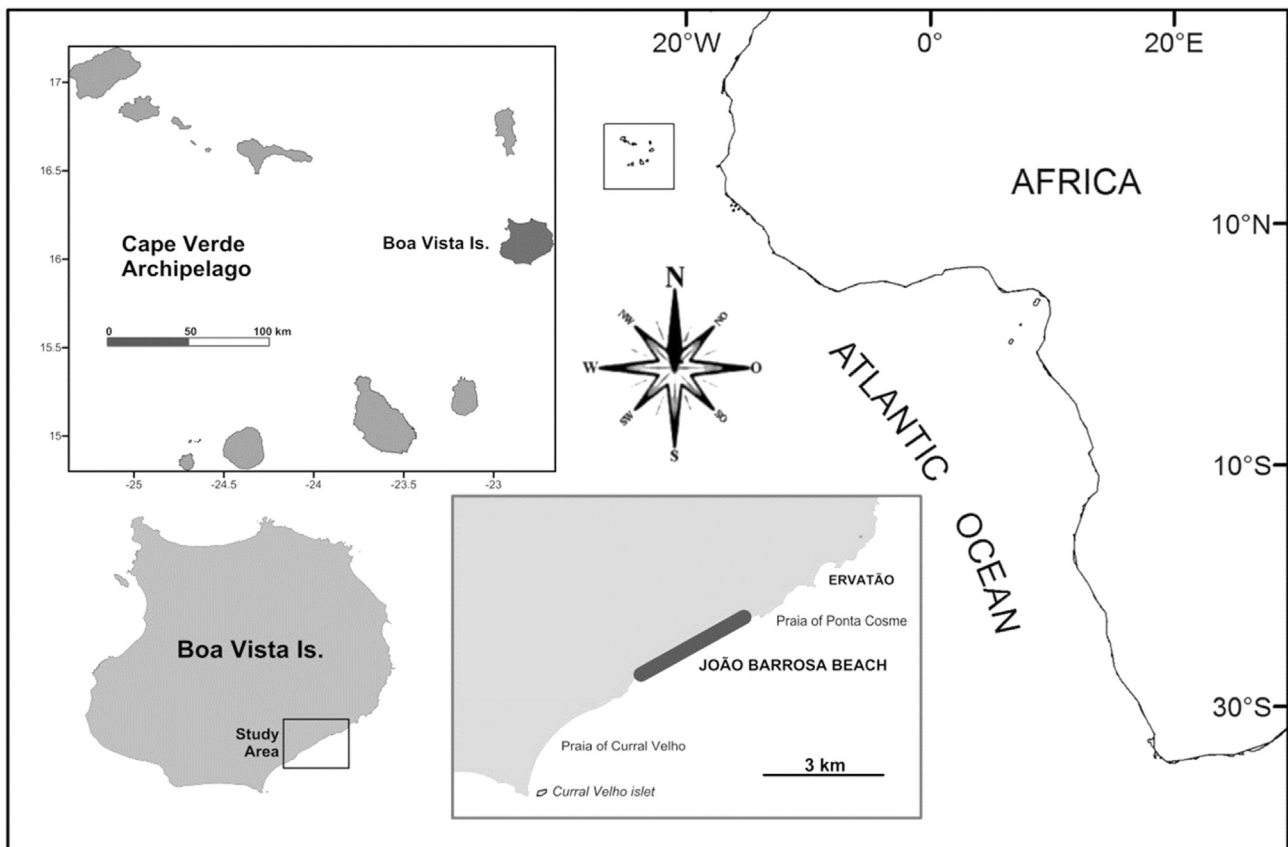 20°W 0° 20°E
AFRICA
10°N
10°S
30°S
ATLANTIC
OCEAN
17
16.5
16
15.5
15
-25 -24.5 -24 -23.5 -23
Cape Verde
Archipelago
Boa Vista Is.
0 50 100 km
N
NO
O
SO
S
SW
W
NW
Boa Vista Is.
Study
Area
ERVATÃO
Praia of Ponta Cosme
JOÃO BARROSA BEACH
Praia of Curral Velho
3 km
Curral Velho islet